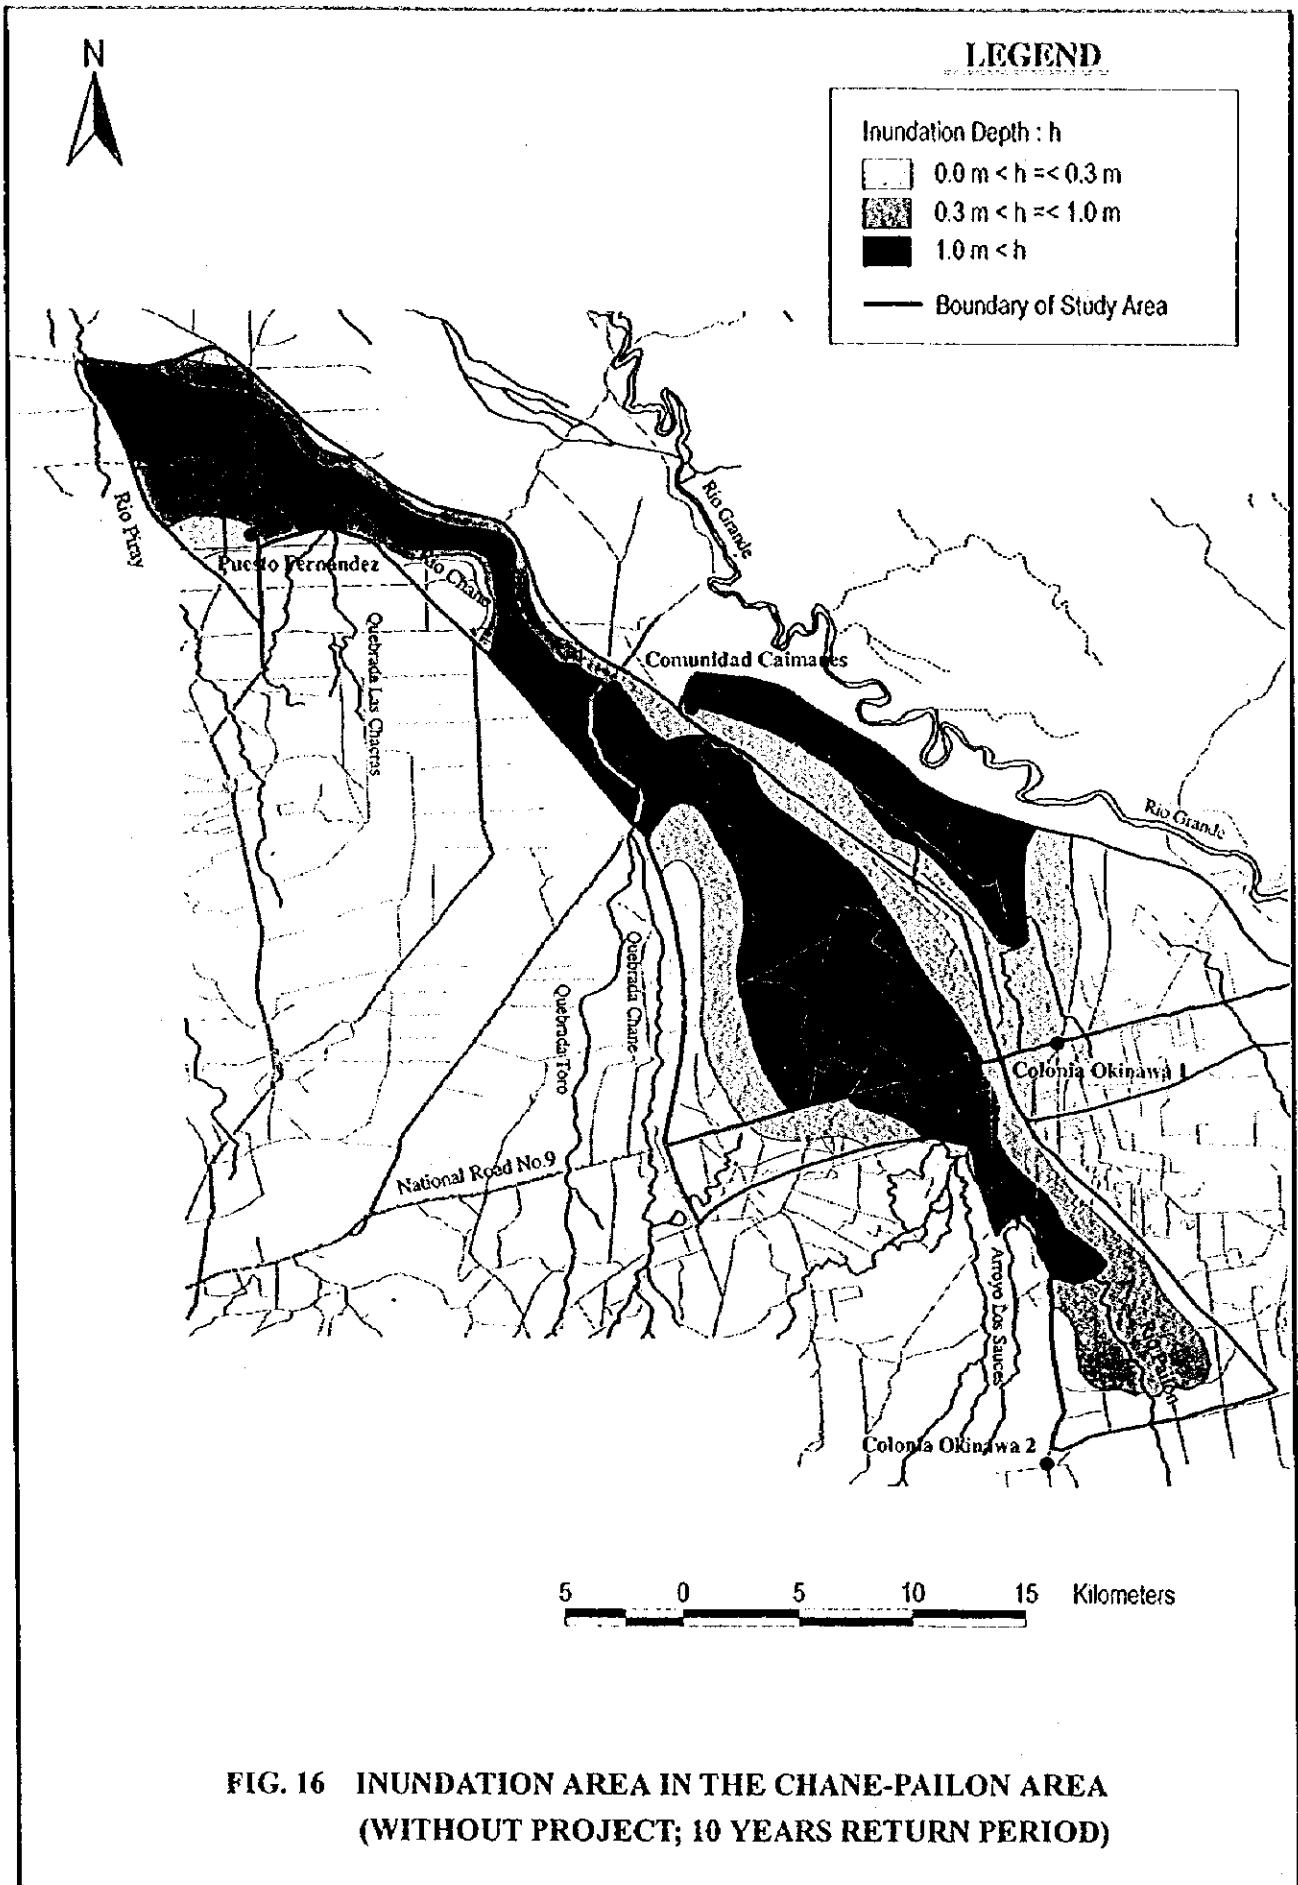 N
LEGEND
Inundation Depth : h
0.0 m < h =< 0.3 m
0.3 m < h =< 1.0 m
1.0 m < h
Boundary of Study Area
Rio Grande
Rio Piray
Puesto Fernandez
Rio Chane
Quebrada Las Chacras
Comunidad Caimanes
Rio Grande
Quebrada Chane
Quebrada Toro
Colonia Okinawa 1
National Road No.9
Arroyo Los Sauces
Rio Pailon
Colonia Okinawa 2
5 0 5 10 15 Kilometers
FIG. 16 INUNDATION AREA IN THE CHANE-PAILON AREA
(WITHOUT PROJECT; 10 YEARS RETURN PERIOD)